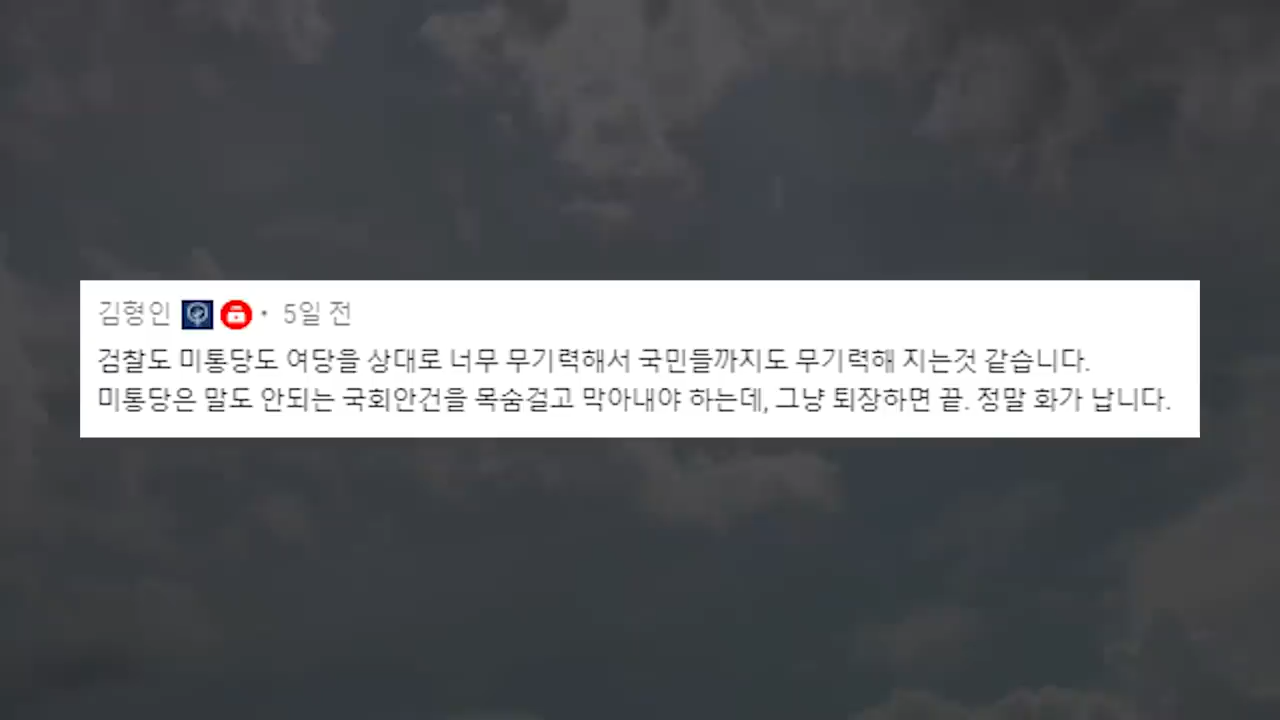 김형인 · 5일 전
검찰도 미통당도 여당을 상대로 너무 무기력해서 국민들까지도 무기력해 지는것 같습니다.
미통당은 말도 안되는 국회안건을 목숨걸고 막아내야 하는데, 그냥 퇴장하면 끝. 정말 화가 납니다.